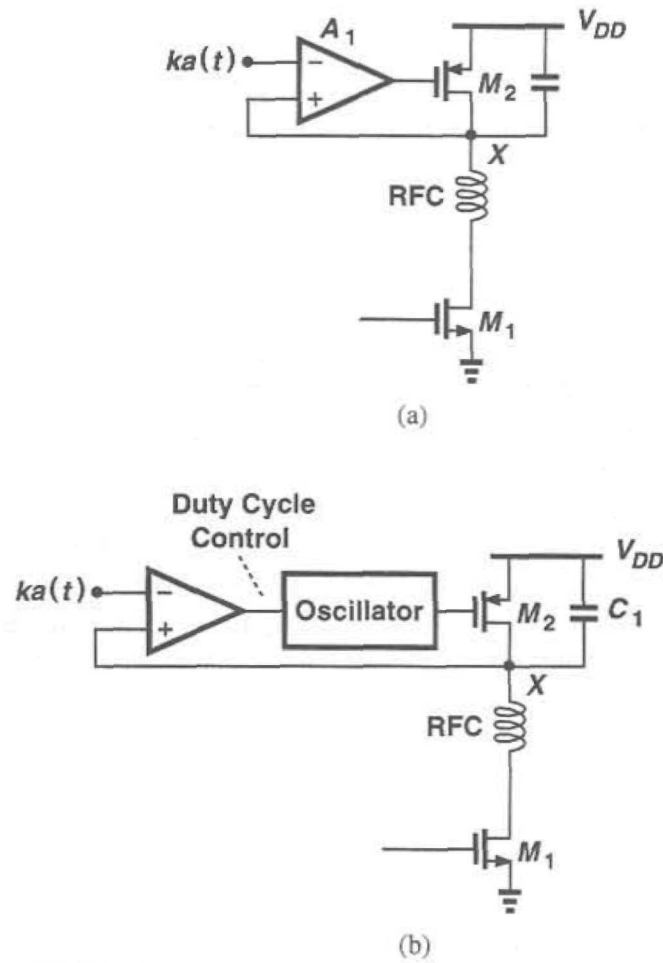 A1
VDD
ka(t)
−
+
M2
X
RFC
M1
(a)
Duty Cycle
Control
VDD
ka(t)
−
+
Oscillator
M2
C1
X
RFC
M1
(b)